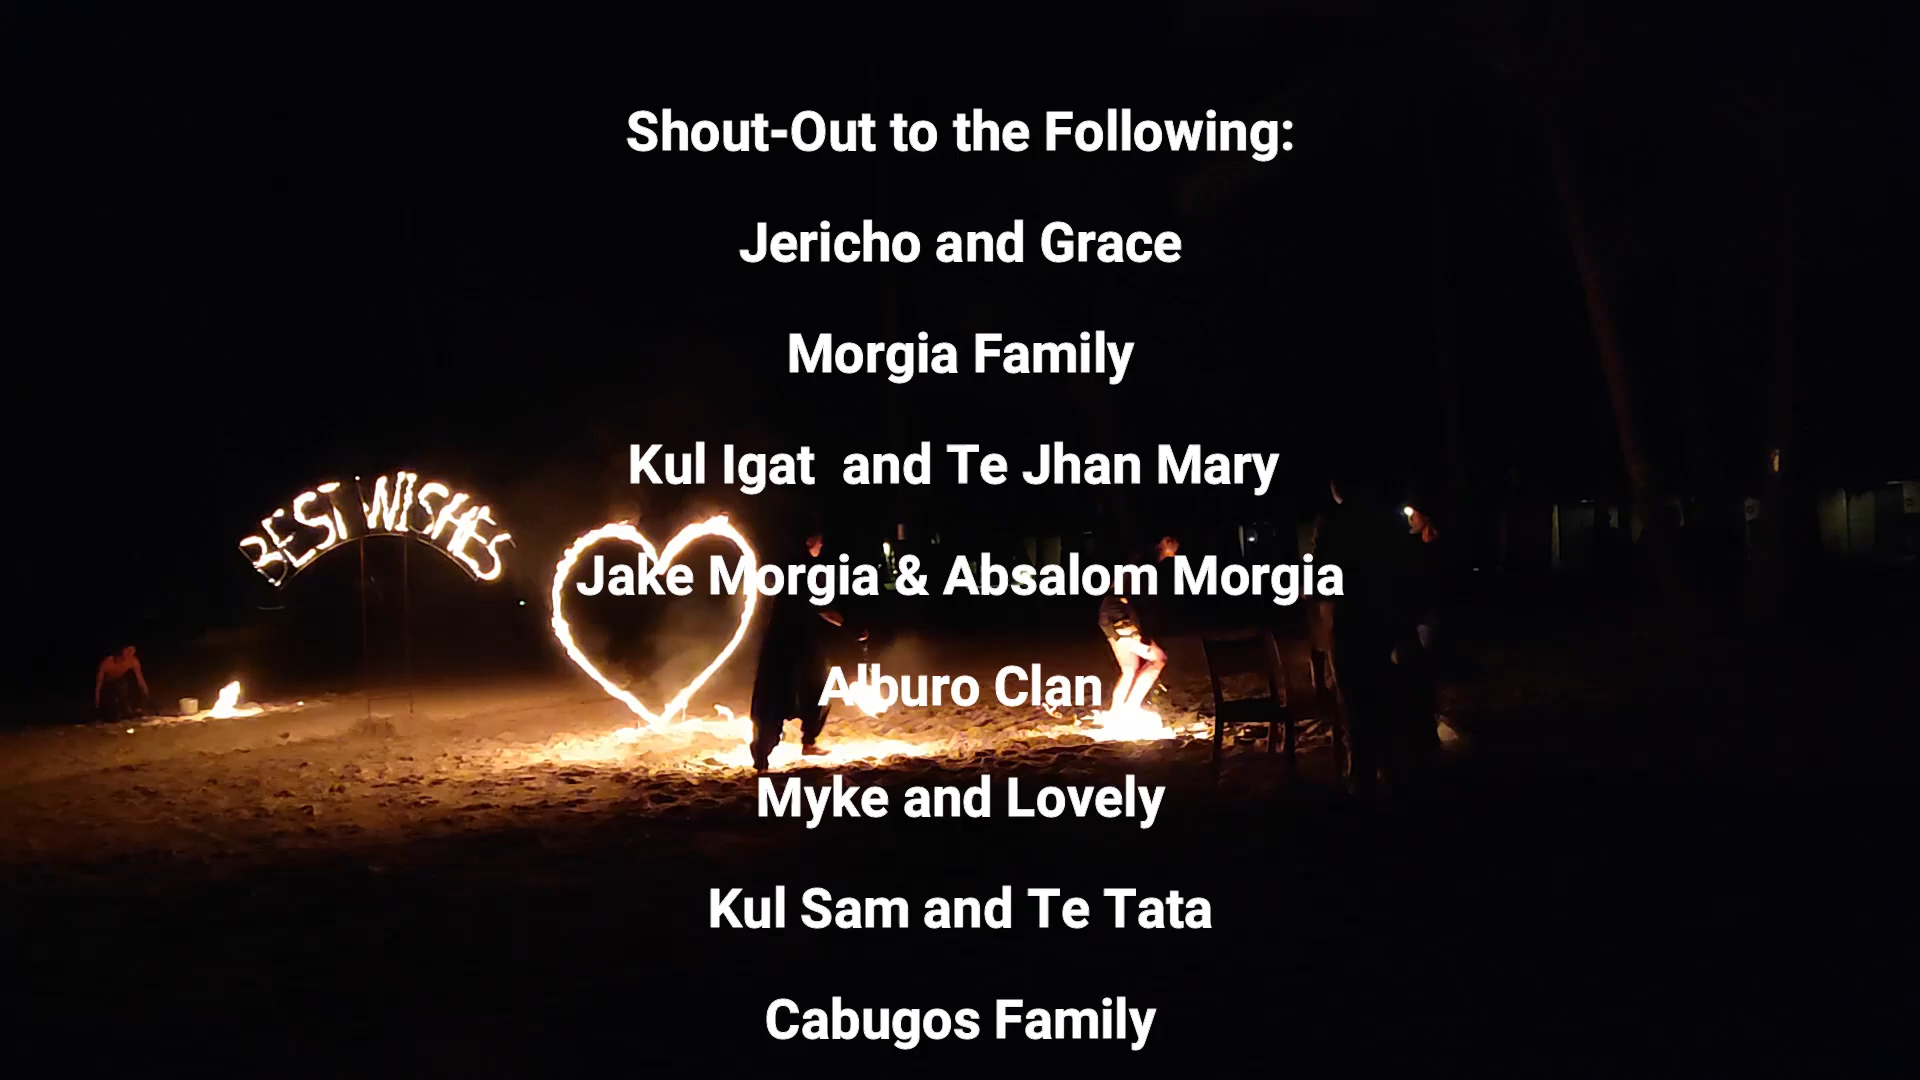 Shout-Out to the Following:
Jericho and Grace
Morgia Family
Kul Igat  and Te Jhan Mary
BEST WISHES
Jake Morgia & Absalom Morgia
Alburo Clan
Myke and Lovely
Kul Sam and Te Tata
Cabugos Family